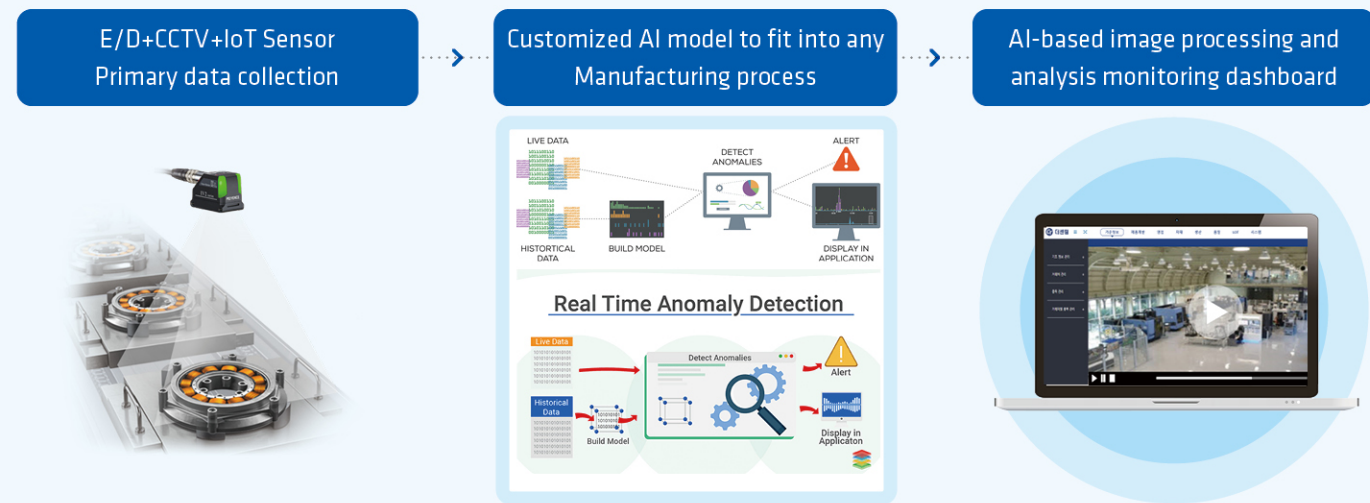 E/D+CCTV+IoT Sensor
Primary data collection
Customized AI model to fit into any
Manufacturing process
AI-based image processing and
analysis monitoring dashboard
LIVE DATA
DETECT
ANOMALIES
ALERT
HISTORTICAL
DATA
BUILD MODEL
DISPLAY IN
APPLICATION
Real Time Anomaly Detection
Live Data
Detect Anomalies
Alert
Historical
Data
Build Model
Display in
Applicaton